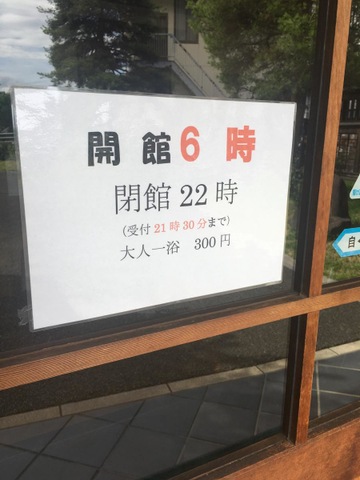 開館6時
閉館22時
(受付21時30分まで)
大人一浴 300円
自